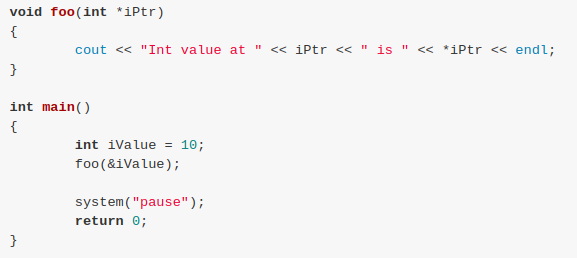 void foo(int *iPtr)
{
        cout << "Int value at " << iPtr << " is " << *iPtr << endl;
}

int main()
{
        int iValue = 10;
        foo(&iValue);

        system("pause");
        return 0;
}